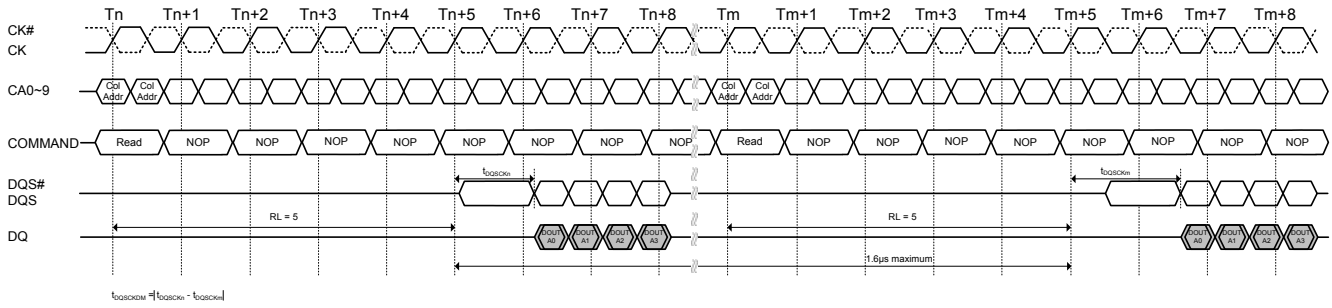 Tn Tn+1 Tn+2 Tn+3 Tn+4 Tn+5 Tn+6 Tn+7 Tn+8 Tm Tm+1 Tm+2 Tm+3 Tm+4 Tm+5 Tm+6 Tm+7 Tm+8
CK#
CK
CA0~9 Col Addr Col Addr Col Addr Col Addr
COMMAND Read NOP NOP NOP NOP NOP NOP NOP NOP Read NOP NOP NOP NOP NOP NOP NOP NOP
tDQSCKn tDQSCKm
DQS#
DQS
RL = 5 RL = 5
DQ DOUT A0 DOUT A1 DOUT A2 DOUT A3 DOUT A0 DOUT A1 DOUT A2 DOUT A3
1.6µs maximum
tDQSCKDM =|tDQSCKn - tDQSCKm|